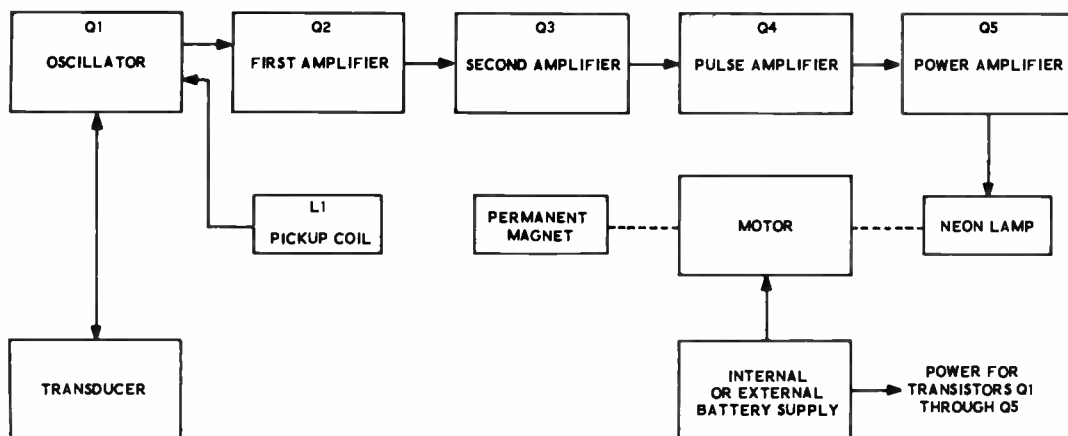 Q1
OSCILLATOR
Q2
FIRST AMPLIFIER
Q3
SECOND AMPLIFIER
Q4
PULSE AMPLIFIER
Q5
POWER AMPLIFIER
L1
PICKUP COIL
PERMANENT
MAGNET
MOTOR
NEON LAMP
TRANSDUCER
INTERNAL
OR EXTERNAL
BATTERY SUPPLY
POWER FOR
TRANSISTORS Q1
THROUGH Q5